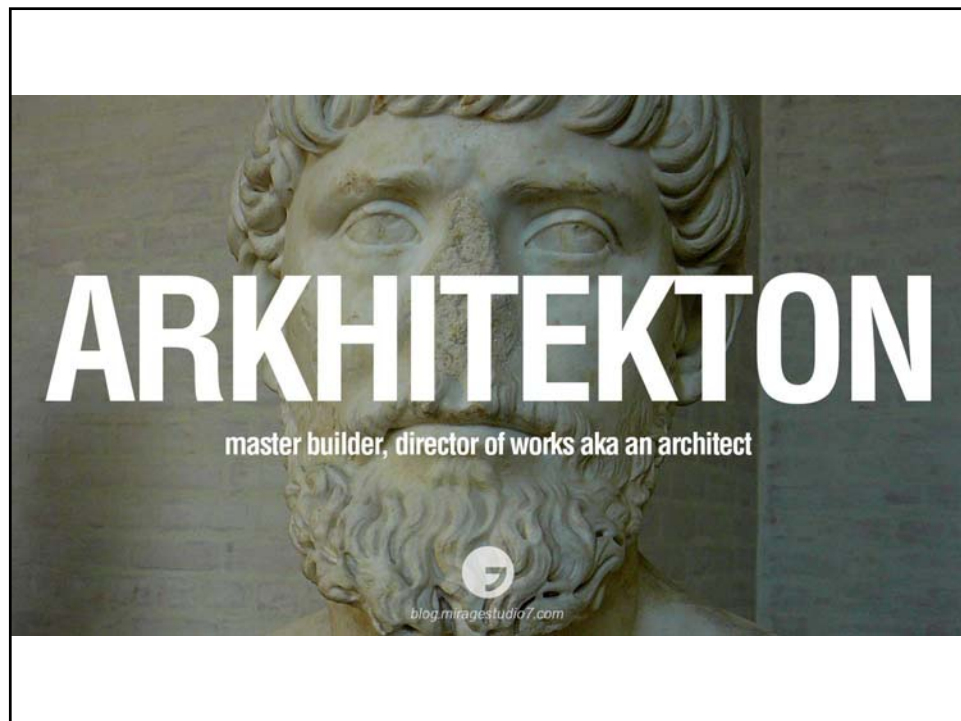 ARKHITEKTON
master builder, director of works aka an architect
blog.miragestudio7.com